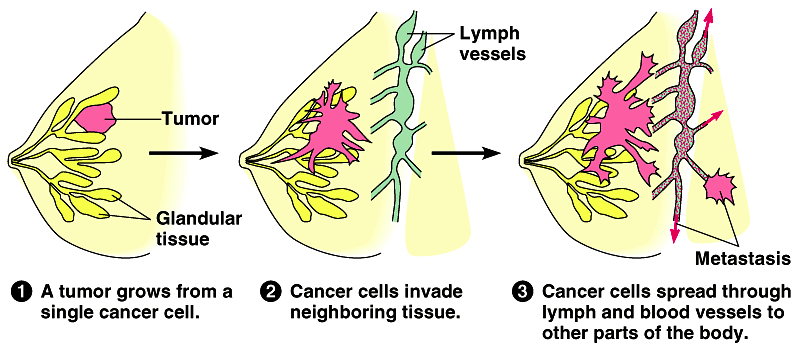 Lymph
vessels
Tumor
Glandular
tissue
Metastasis
1 A tumor grows from a
single cancer cell.
2 Cancer cells invade
neighboring tissue.
3 Cancer cells spread through
lymph and blood vessels to
other parts of the body.